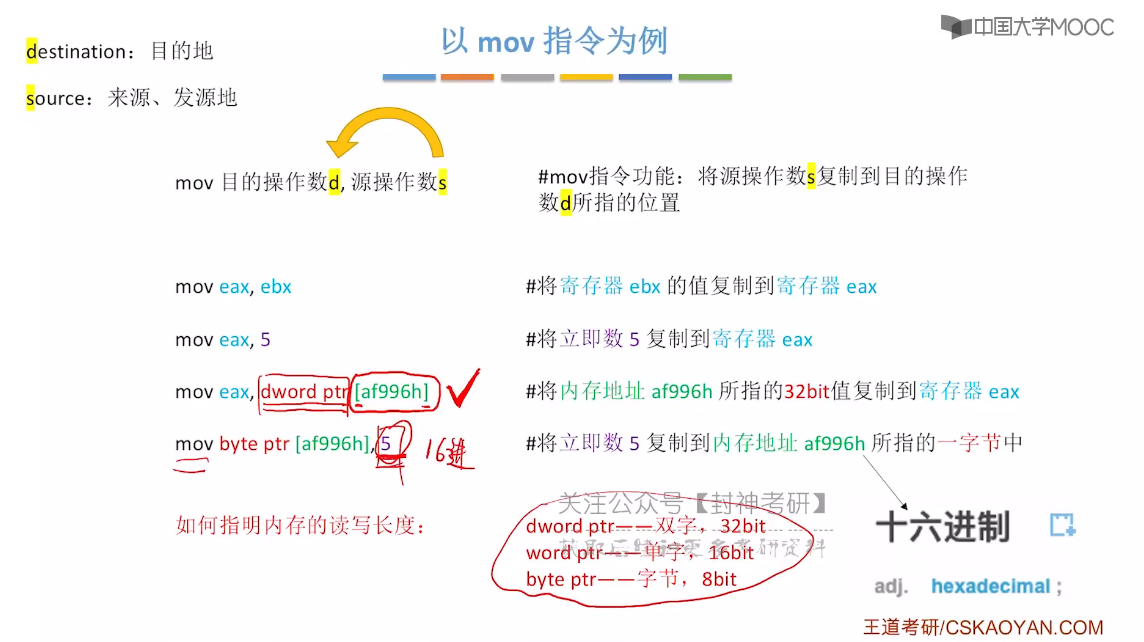 中国大学MOOC
以 mov 指令为例
destination：目的地
source：来源、发源地
mov 目的操作数d, 源操作数s
#mov指令功能：将源操作数s复制到目的操作
数d所指的位置
mov eax, ebx
#将寄存器 ebx 的值复制到寄存器 eax
mov eax, 5
#将立即数 5 复制到寄存器 eax
mov eax, dword ptr [af996h]
#将内存地址 af996h 所指的32bit值复制到寄存器 eax
mov byte ptr [af996h], 5
16进
#将立即数 5 复制到内存地址 af996h 所指的一字节中
关注公众号【封神考研】
如何指明内存的读写长度：
dword ptr——双字，32bit
word ptr——单字，16bit
byte ptr——字节，8bit
十六进制
adj. hexadecimal ;
王道考研/CSKAOYAN.COM